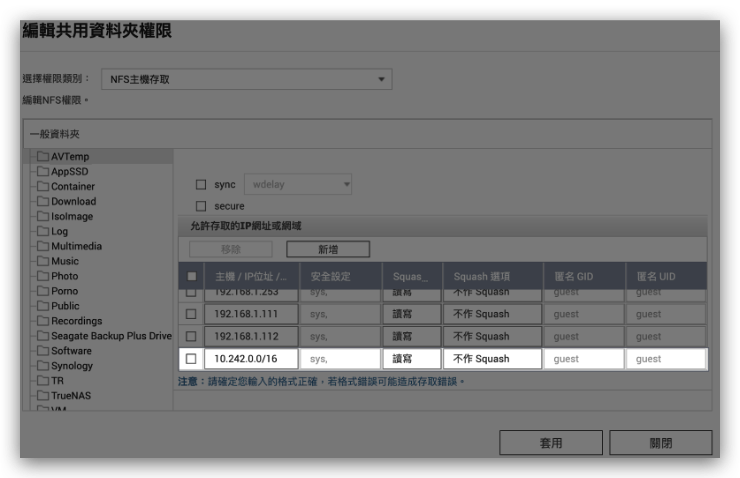 編輯共用資料夾權限
選擇權限類別： NFS主機存取
編輯NFS權限。
一般資料夾
AVTemp
AppSSD
Container
Download
IsoImage
Log
Multimedia
Music
Photo
Porno
Public
Recordings
Seagate Backup Plus Drive
Software
Synology
TR
TrueNAS
VM
sync wdelay
secure
允許存取的IP網址或網域
移除 新增
主機 / IP位址 /... 安全設定 Squas_ Squash 選項 匿名 GID 匿名 UID
192.168.1.253 sys, 讀寫 不作 Squash guest guest
192.168.1.111 sys, 讀寫 不作 Squash guest guest
192.168.1.112 sys, 讀寫 不作 Squash guest guest
10.242.0.0/16 sys, 讀寫 不作 Squash guest guest
注意：請確定您輸入的格式正確，若格式錯誤可能造成存取錯誤。
套用 關閉